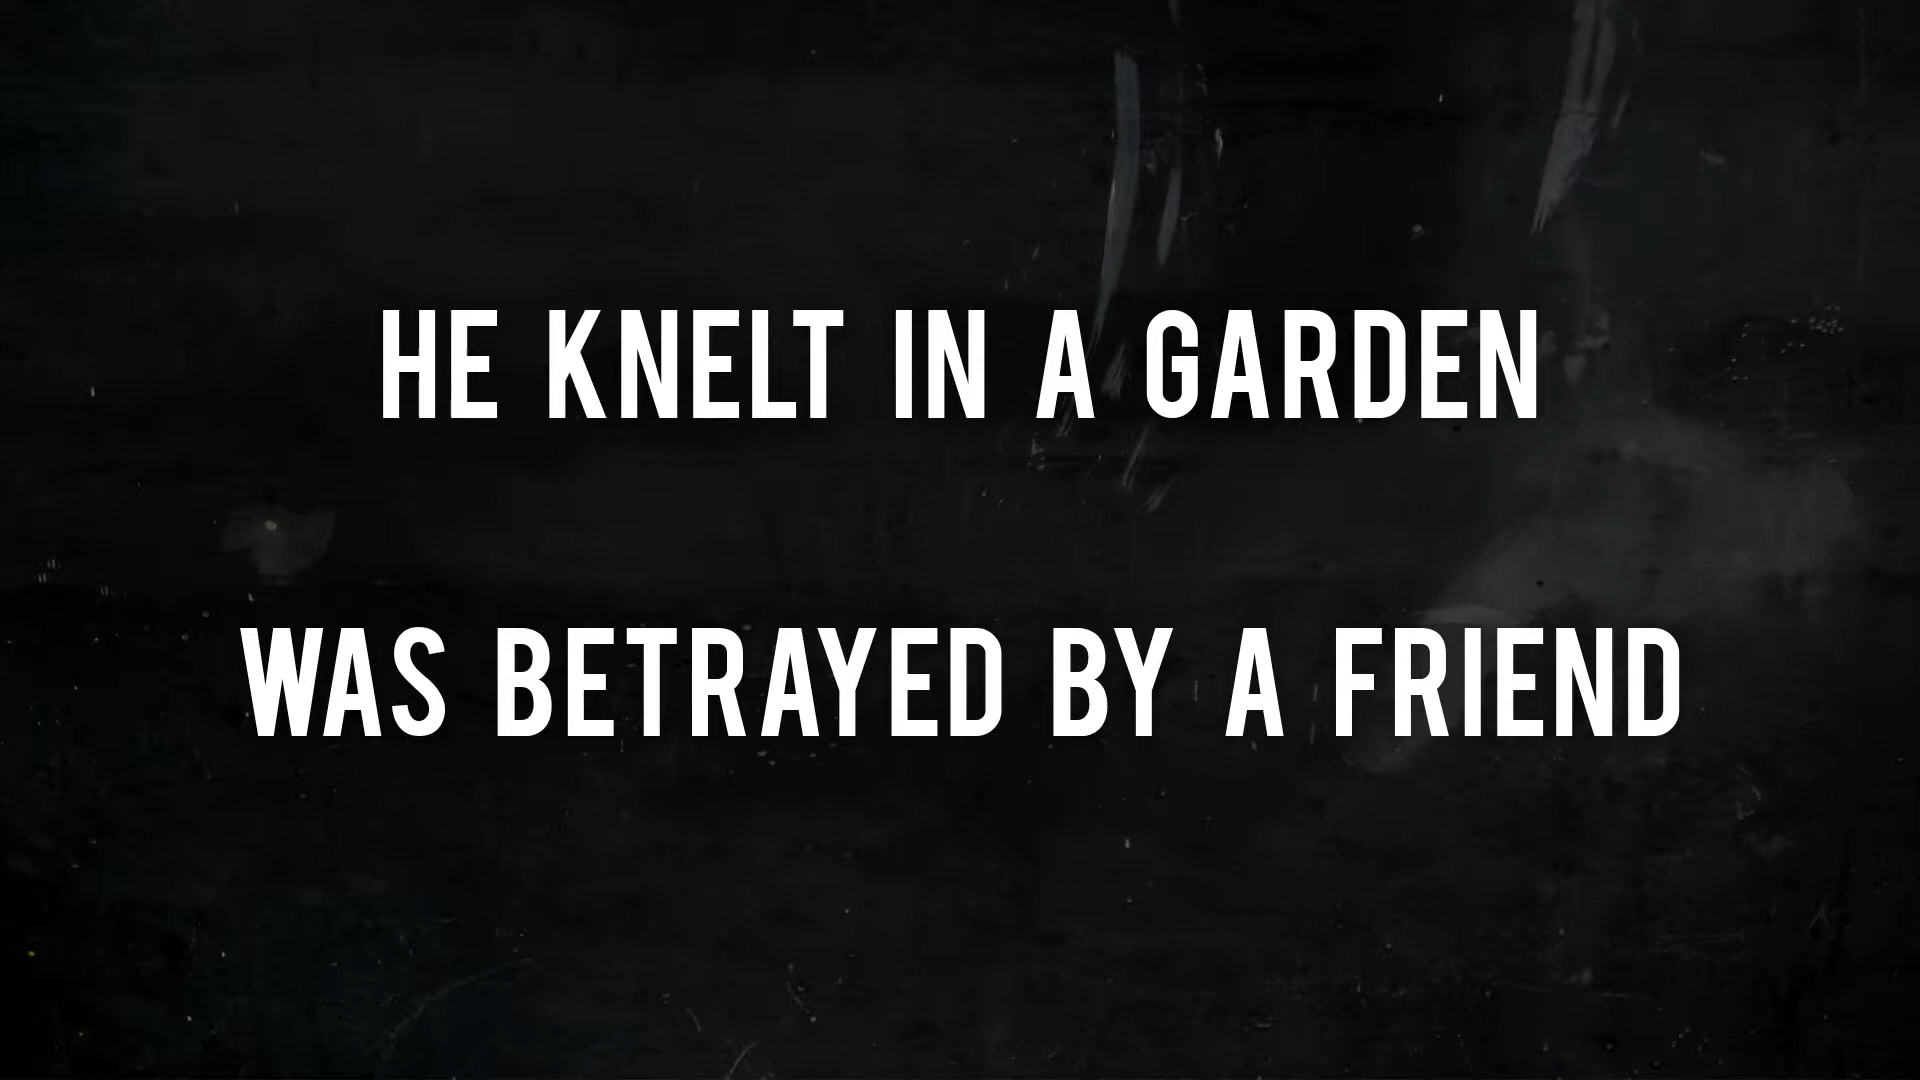 HE KNELT IN A GARDEN
WAS BETRAYED BY A FRIEND